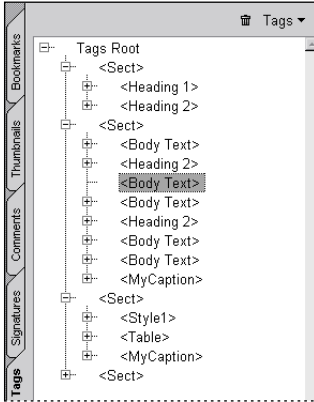 Tags
Tags Root
<Sect>
<Heading 1>
<Heading 2>
<Sect>
<Body Text>
<Heading 2>
<Body Text>
<Body Text>
<Heading 2>
<Body Text>
<Body Text>
<MyCaption>
<Sect>
<Style1>
<Table>
<MyCaption>
<Sect>
Bookmarks
Thumbnails
Comments
Signatures
Tags